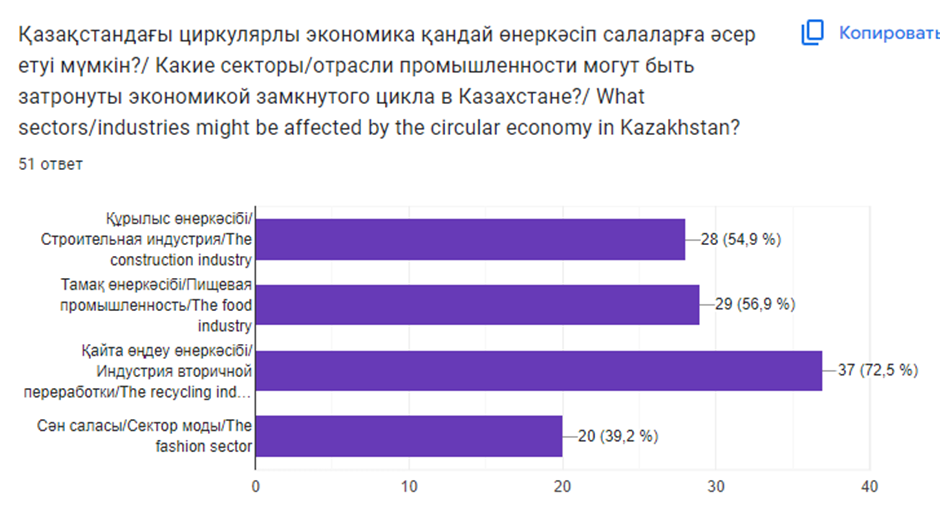 Қазақстандағы циркулярлы экономика қандай өнеркәсіп салаларға әсер
етуі мүмкін?/ Какие секторы/отрасли промышленности могут быть
затронуты экономикой замкнутого цикла в Казахстане?/ What
sectors/industries might be affected by the circular economy in Kazakhstan?
Копировать
51 ответ
Құрылыс өнеркәсібі/
Строительная индустрия/The
construction industry
28 (54,9 %)
Тамақ өнеркәсібі/Пищевая
промышленность/The food
industry
29 (56,9 %)
Қайта өңдеу өнеркәсібі/
Индустрия вторичной
переработки/The recycling ind…
37 (72,5 %)
Сән саласы/Сектор моды/The
fashion sector
20 (39,2 %)
0 10 20 30 40